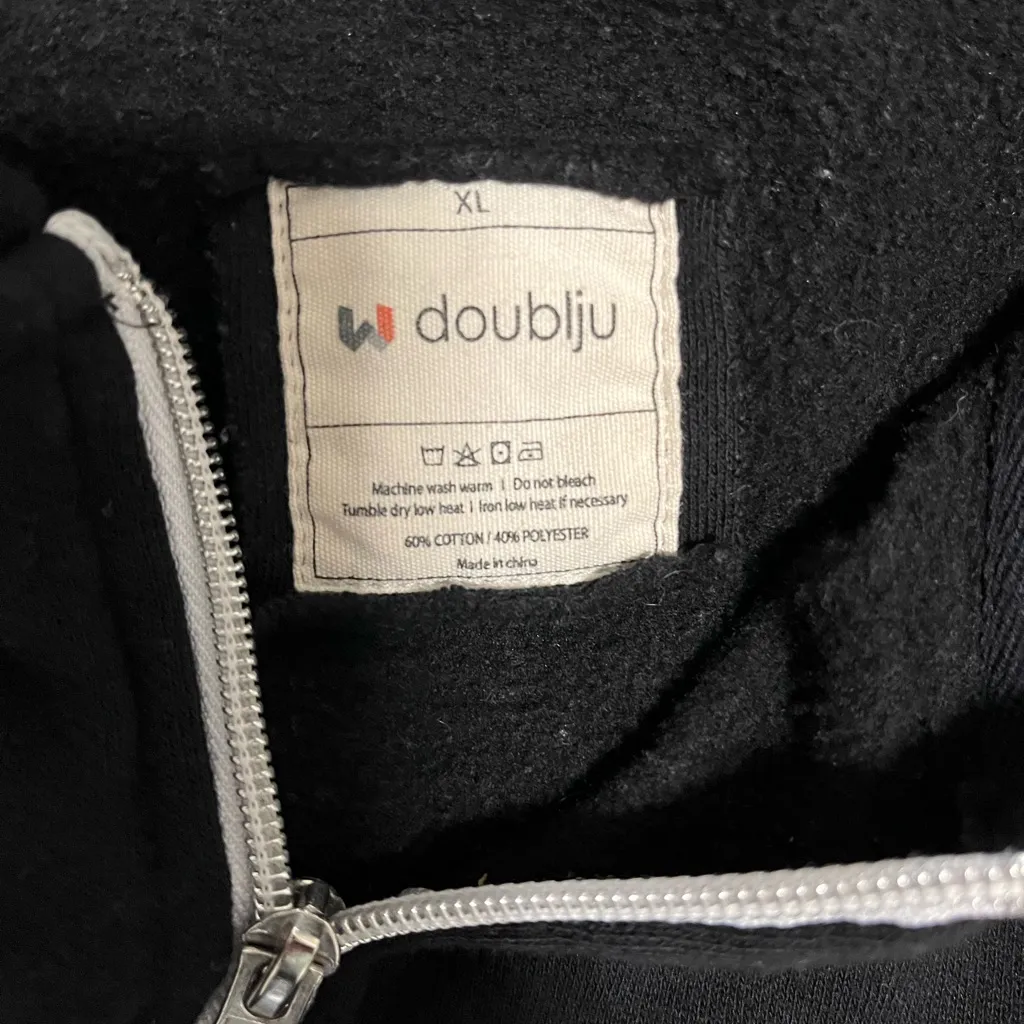 XL
doublju
Machine wash warm | Do not bleach
Tumble dry low heat | Iron low heat if necessary
60% COTTON / 40% POLYESTER
Made in china